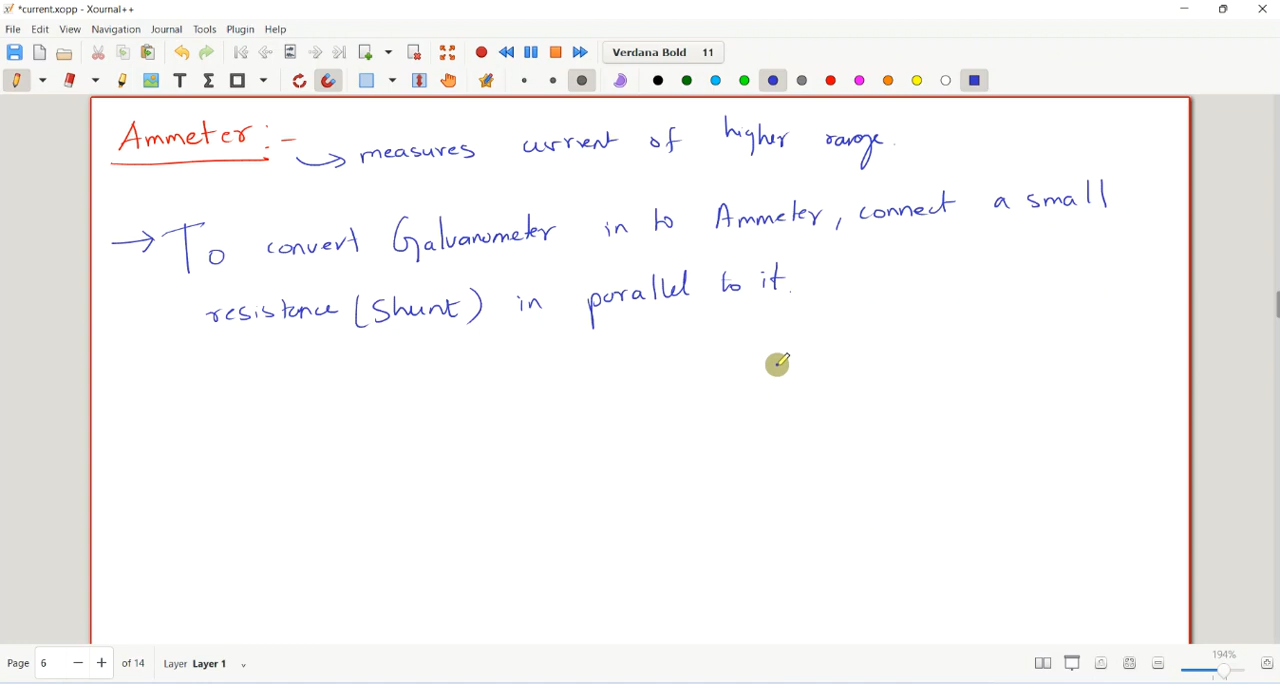 *current.xopp - Xournal++
File Edit View Navigation Journal Tools Plugin Help
Verdana Bold 11
Ammeter :-
measures current of higher range.
→ To convert Galvanometer in to Ammeter, connect a small
resistance (Shunt) in parallel to it.
Page 6 of 14 Layer Layer 1
194%